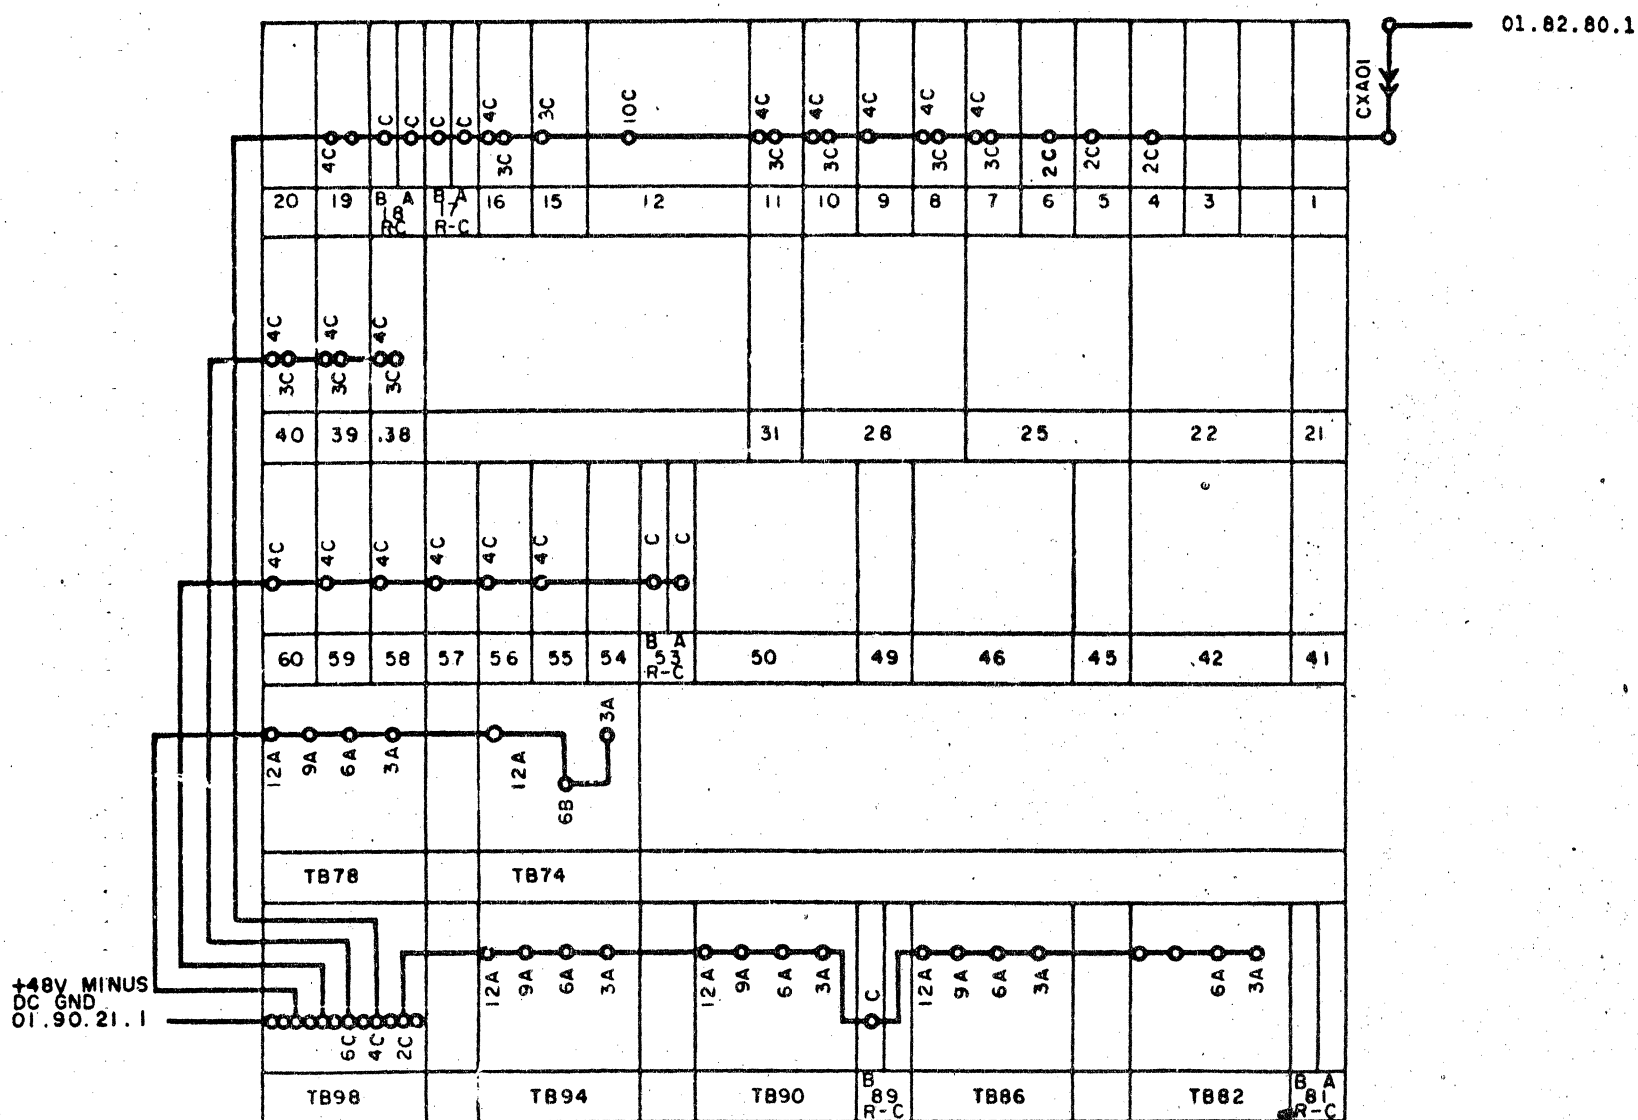 01.82.80.1
CXA01
4C 3C 10C 4C 4C 4C 4C 4C
C C C C 4C
4C 3C 3C 3C 3C 3C 2C 2C 2C
20 19 B A B A 16 15 12 11 10 9 8 7 6 5 4 3 1
18 17
RC R-C
4C 4C 4C
3C 3C 3C
40 39 38 31 28 25 22 21
4C 4C 4C 4C 4C 4C C C
B A
60 59 58 57 56 55 54 53 50 49 46 45 42 41
R-C
3A
12A 9A 6A 3A 12A
6B
TB78 TB74
12A 9A 6A 3A 12A 9A 6A 3A C 12A 9A 6A 3A 6A 3A
+48V MINUS
DC GND
01.90.21.1
6C 4C 2C
B B A
TB98 TB94 TB90 89 TB86 TB82 81
R-C R-C